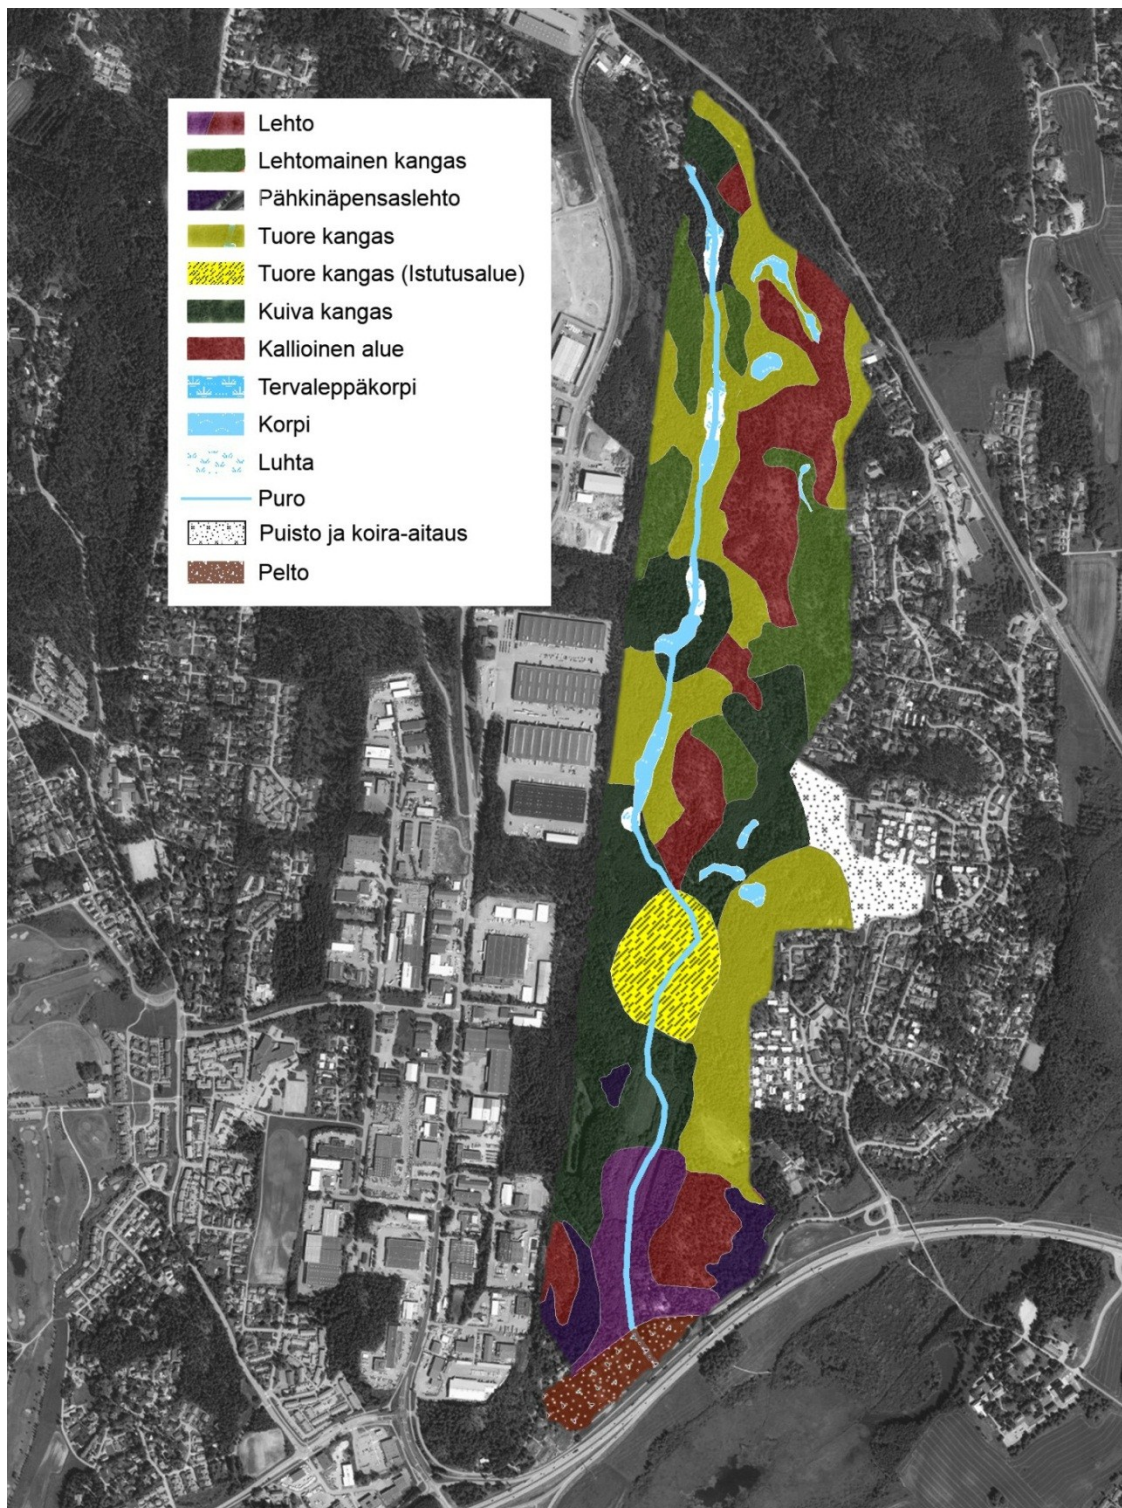 Lehto
Lehtomainen kangas
Pähkinäpensaslehto
Tuore kangas
Tuore kangas (Istutusalue)
Kuiva kangas
Kallioinen alue
Tervaleppäkorpi
Korpi
Luhta
Puro
Puisto ja koira-aitaus
Pelto